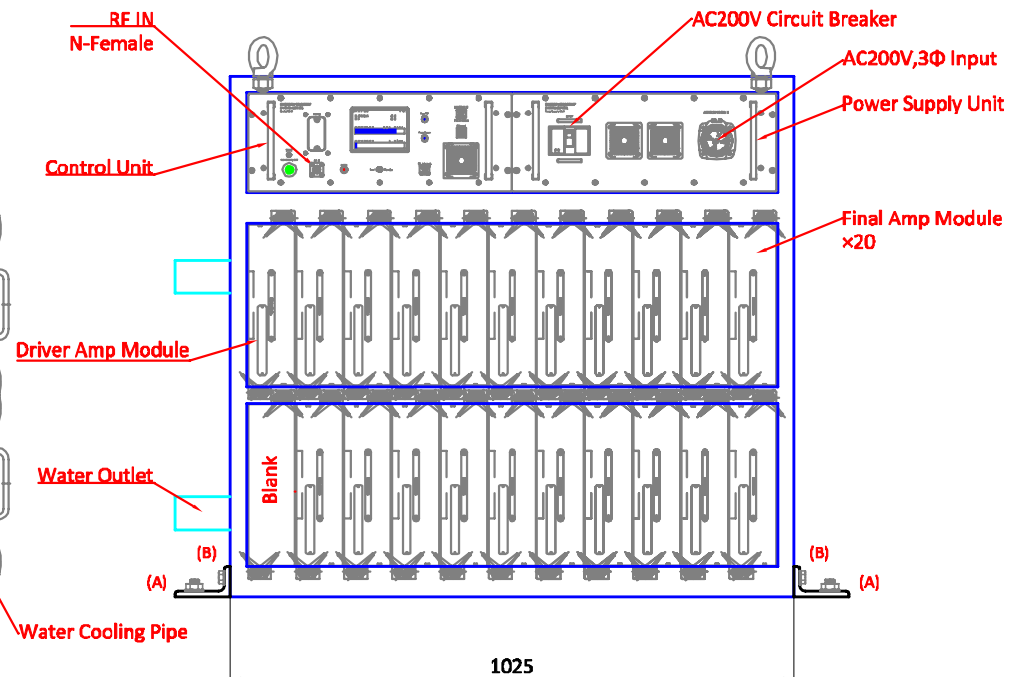 RF IN
N-Female
AC200V Circuit Breaker
AC200V,3Φ Input
Power Supply Unit
Control Unit
Final Amp Module
×20
Driver Amp Module
Water Outlet
Blank
(B)
(B)
(A)
(A)
Water Cooling Pipe
1025